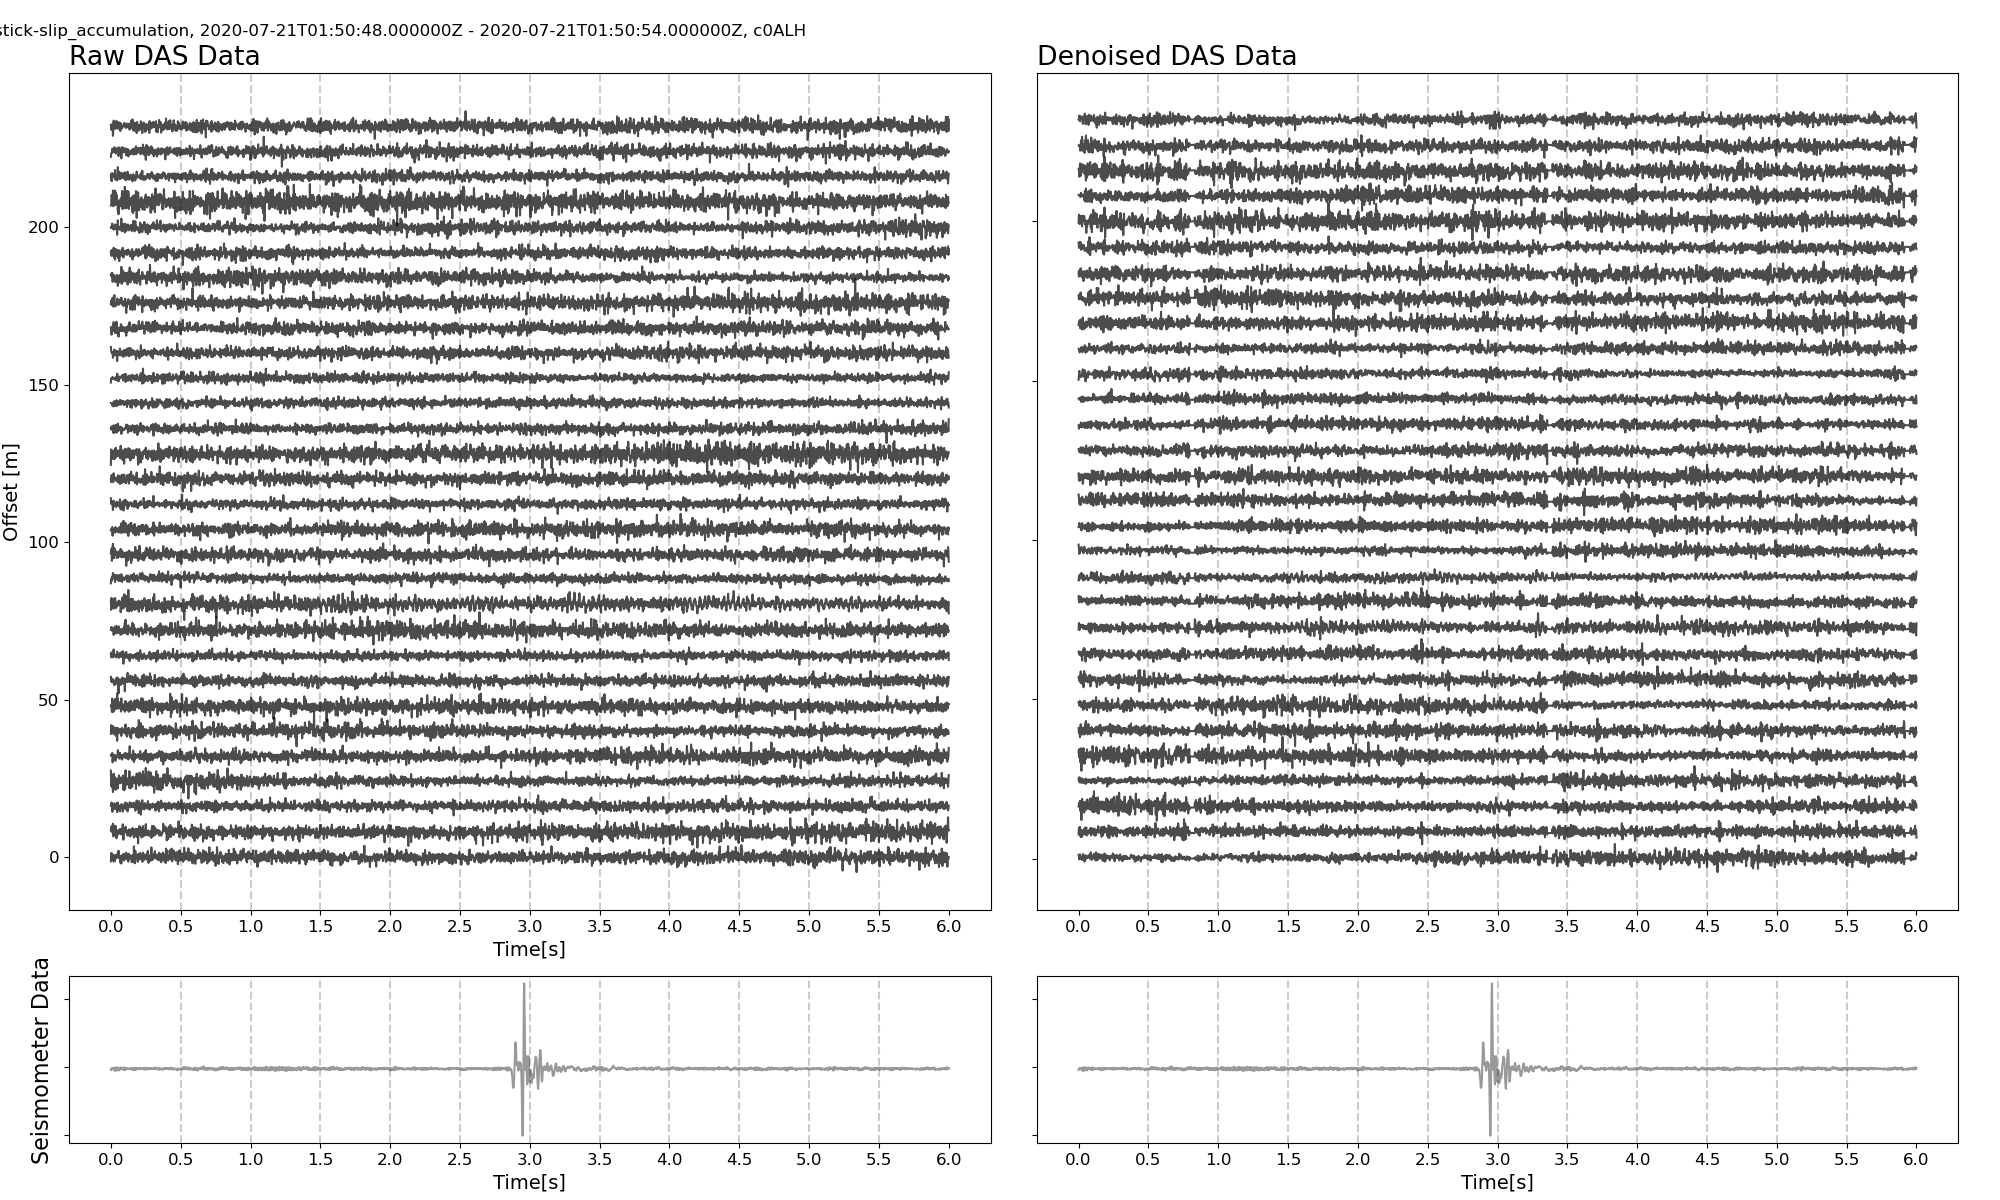 stick-slip_accumulation, 2020-07-21T01:50:48.000000Z - 2020-07-21T01:50:54.000000Z, c0ALH
Raw DAS Data
Denoised DAS Data
Offset [m]
200
150
100
50
0
0.0 0.5 1.0 1.5 2.0 2.5 3.0 3.5 4.0 4.5 5.0 5.5 6.0
Time[s]
0.0 0.5 1.0 1.5 2.0 2.5 3.0 3.5 4.0 4.5 5.0 5.5 6.0
Seismometer Data
0.0 0.5 1.0 1.5 2.0 2.5 3.0 3.5 4.0 4.5 5.0 5.5 6.0
Time[s]
0.0 0.5 1.0 1.5 2.0 2.5 3.0 3.5 4.0 4.5 5.0 5.5 6.0
Time[s]